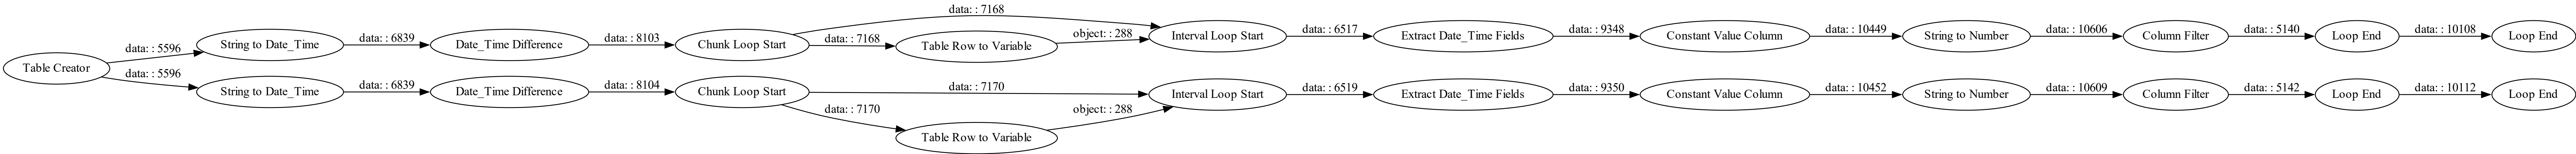 Table Creator
data: : 5596
data: : 5596
String to Date_Time
data: : 6839
Date_Time Difference
data: : 8103
Chunk Loop Start
data: : 7168
data: : 7168
Table Row to Variable
object: : 288
Interval Loop Start
data: : 6517
Extract Date_Time Fields
data: : 9348
Constant Value Column
data: : 10449
String to Number
data: : 10606
Column Filter
data: : 5140
Loop End
data: : 10108
Loop End
String to Date_Time
data: : 6839
Date_Time Difference
data: : 8104
Chunk Loop Start
data: : 7170
data: : 7170
Table Row to Variable
object: : 288
Interval Loop Start
data: : 6519
Extract Date_Time Fields
data: : 9350
Constant Value Column
data: : 10452
String to Number
data: : 10609
Column Filter
data: : 5142
Loop End
data: : 10112
Loop End